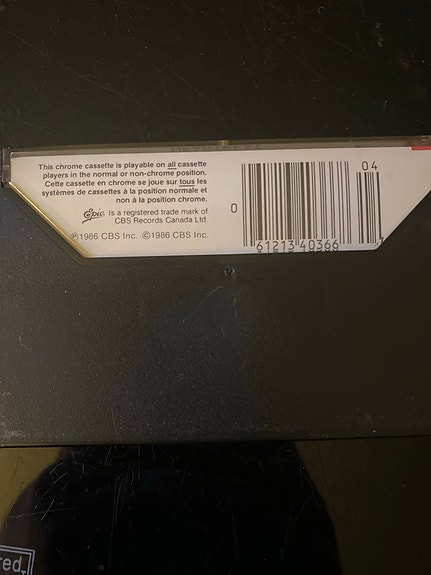 This chrome cassette is playable on all cassette
players in the normal or non-chrome position.
Cette cassette en chrome se joue sur tous les
systèmes de cassettes à la position normale et
non à la position chrome.
Epic Is a registered trade mark of
CBS Records Canada Ltd.
℗1986 CBS Inc. ©1986 CBS Inc.
04
0
61213 40366
red